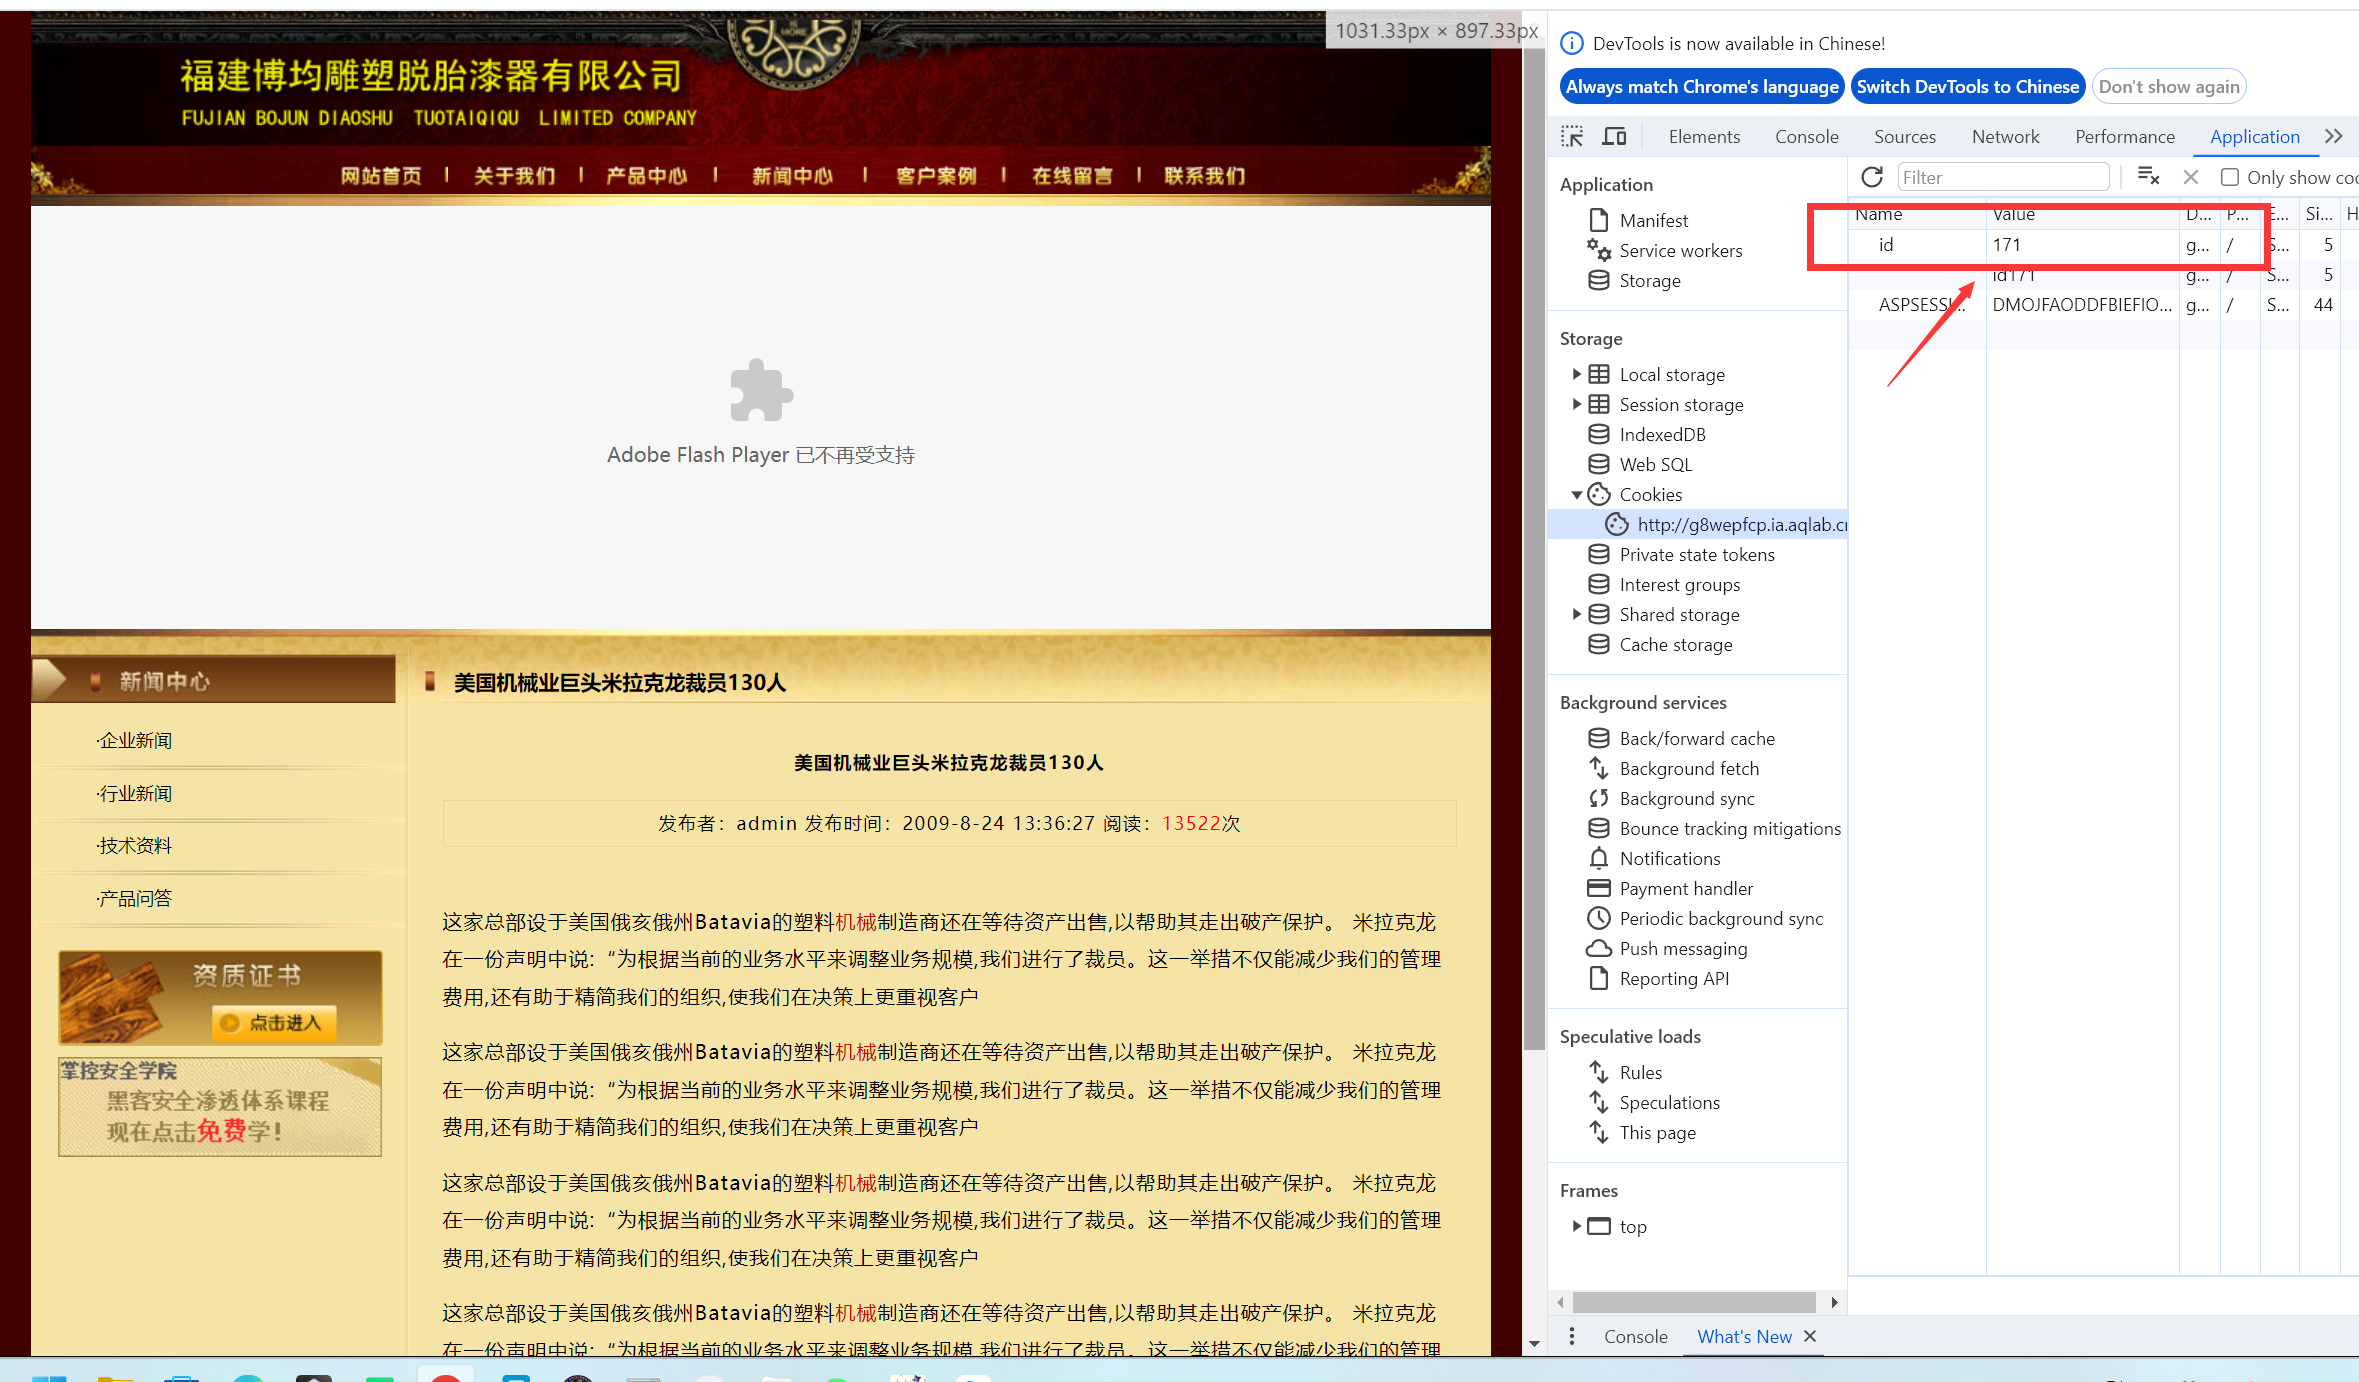 1031.33px × 897.33px
福建博均雕塑脱胎漆器有限公司
FUJIAN BOJUN DIAOSHU TUOTAIQIQU LIMITED COMPANY
网站首页 | 关于我们 | 产品中心 | 新闻中心 | 客户案例 | 在线留言 | 联系我们
Adobe Flash Player 已不再受支持
新闻中心
·企业新闻
·行业新闻
·技术资料
·产品问答
资质证书
点击进入
掌控安全学院
黑客安全渗透体系课程
现在点击免费学!
美国机械业巨头米拉克龙裁员130人
美国机械业巨头米拉克龙裁员130人
发布者：admin 发布时间：2009-8-24 13:36:27 阅读：13522次
这家总部设于美国俄亥俄州Batavia的塑料机械制造商还在等待资产出售,以帮助其走出破产保护。 米拉克龙
在一份声明中说:“为根据当前的业务水平来调整业务规模,我们进行了裁员。这一举措不仅能减少我们的管理
费用,还有助于精简我们的组织,使我们在决策上更重视客户
这家总部设于美国俄亥俄州Batavia的塑料机械制造商还在等待资产出售,以帮助其走出破产保护。 米拉克龙
在一份声明中说:“为根据当前的业务水平来调整业务规模,我们进行了裁员。这一举措不仅能减少我们的管理
费用,还有助于精简我们的组织,使我们在决策上更重视客户
这家总部设于美国俄亥俄州Batavia的塑料机械制造商还在等待资产出售,以帮助其走出破产保护。 米拉克龙
在一份声明中说:“为根据当前的业务水平来调整业务规模,我们进行了裁员。这一举措不仅能减少我们的管理
费用,还有助于精简我们的组织,使我们在决策上更重视客户
这家总部设于美国俄亥俄州Batavia的塑料机械制造商还在等待资产出售,以帮助其走出破产保护。 米拉克龙
在一份声明中说:“为根据当前的业务水平来调整业务规模,我们进行了裁员。这一举措不仅能减少我们的管理
DevTools is now available in Chinese!
Always match Chrome's language Switch DevTools to Chinese Don't show again
Elements Console Sources Network Performance Application
Application
Manifest
Service workers
Storage
Storage
Local storage
Session storage
IndexedDB
Web SQL
Cookies
http://g8wepfcp.ia.aqlab.cn
Private state tokens
Interest groups
Shared storage
Cache storage
Background services
Back/forward cache
Background fetch
Background sync
Bounce tracking mitigations
Notifications
Payment handler
Periodic background sync
Push messaging
Reporting API
Speculative loads
Rules
Speculations
This page
Frames
top
Filter Only show coo
Name Value D... P... E... Si... H
id 171 g... / S... 5
id171 g... / S... 5
ASPSESSI... DMOJFAODDFBIEFIO... g... / S... 44
Console What's New